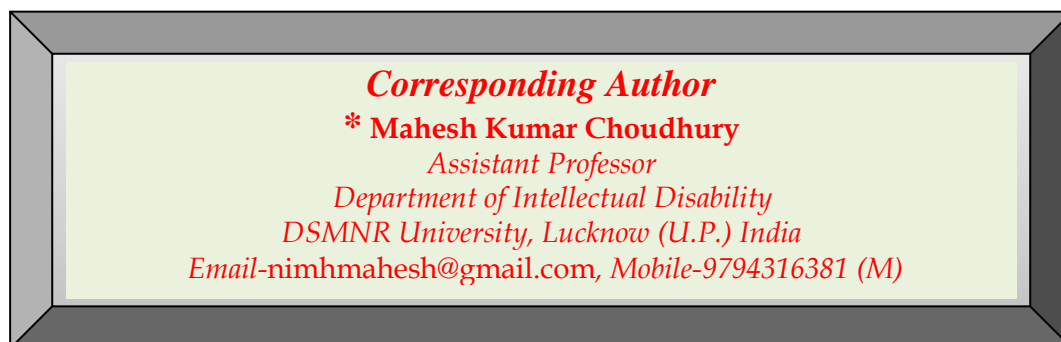 Corresponding Author
* Mahesh Kumar Choudhury
Assistant Professor
Department of Intellectual Disability
DSMNR University, Lucknow (U.P.) India
Email-nimhmahesh@gmail.com, Mobile-9794316381 (M)